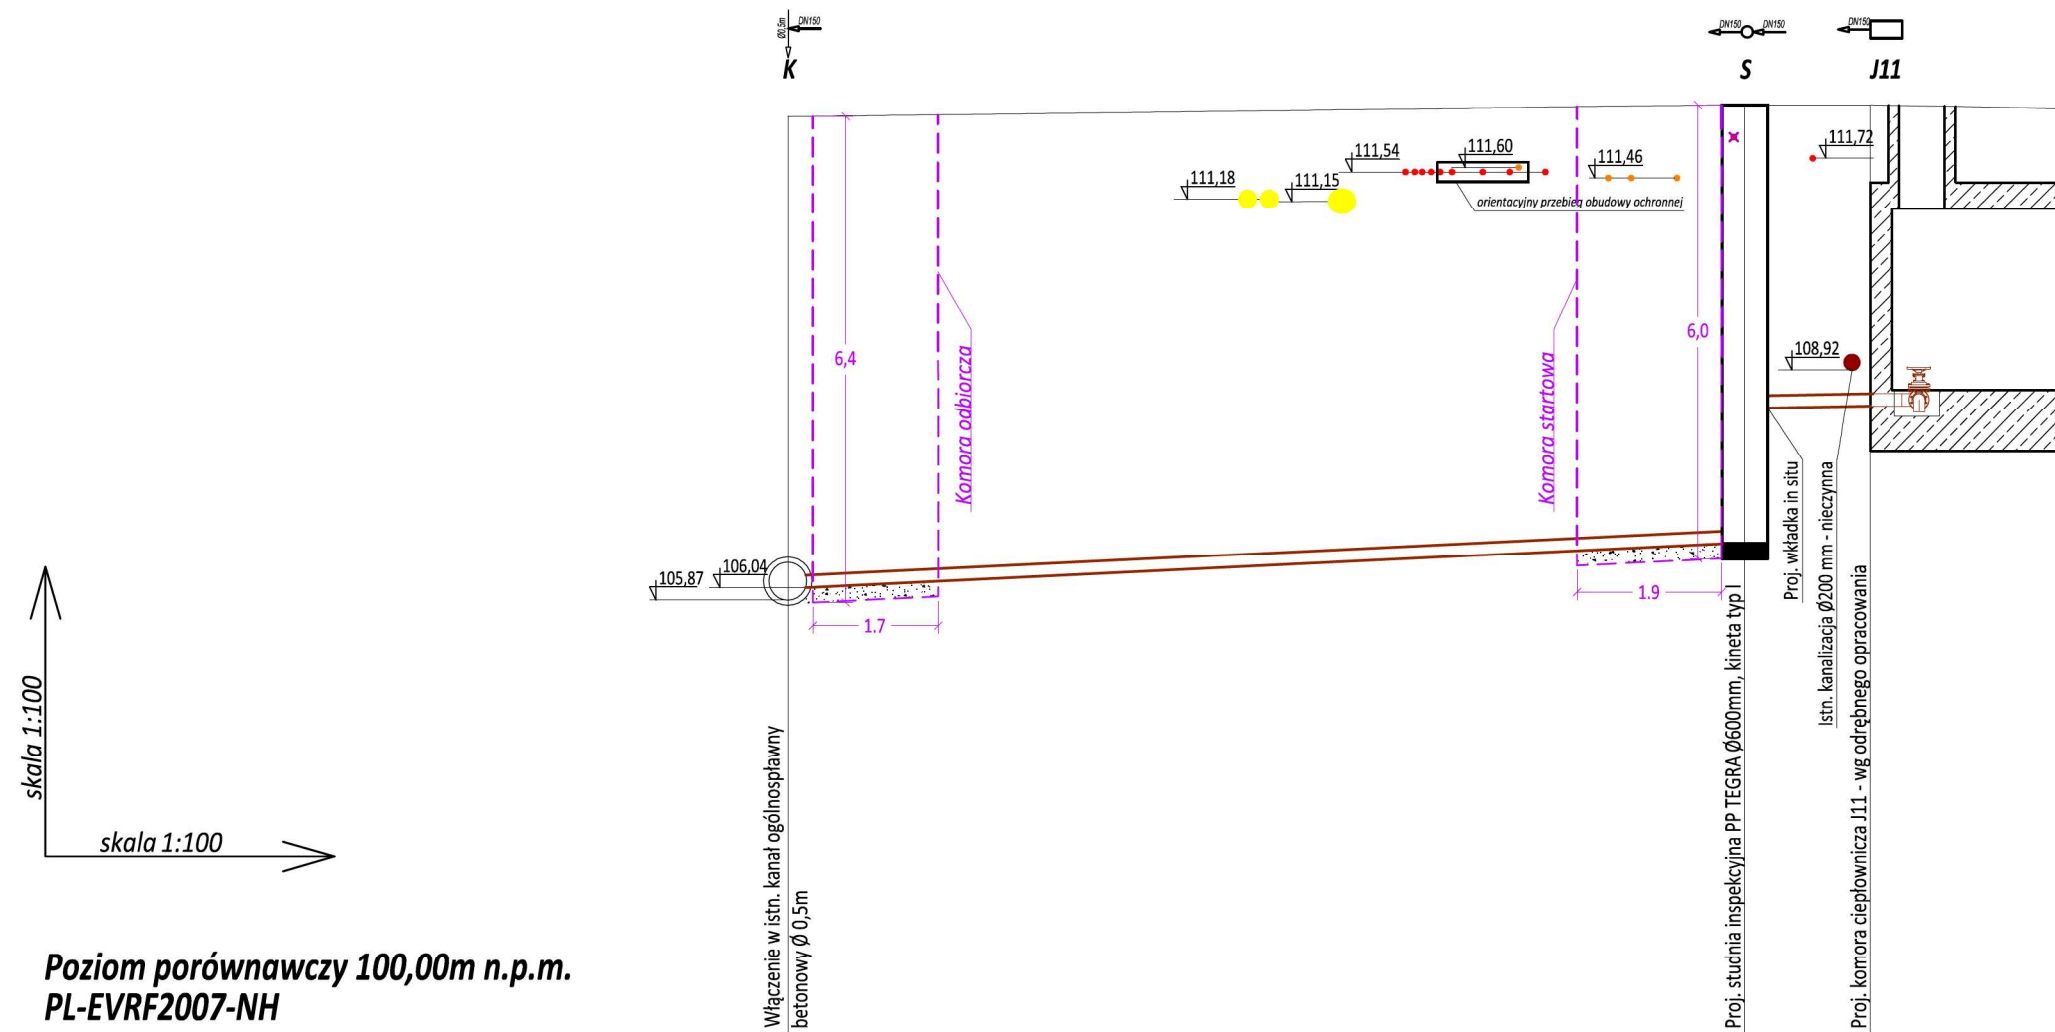 Ø0,5m
DN150
DN150
DN150
DN150
K
S
J11
111,18
111,15
111,54
111,60
111,46
111,72
orientacyjny przebieg obudowy ochronnej
6,4
6,0
Komora odbiorcza
Komora startowa
108,92
105,87
106,04
1.7
1.9
Proj. wkładka in situ
Istn. kanalizacja Ø200 mm - nieczynna
Włączenie w istn. kanał ogólnospławny
betonowy Ø 0,5m
Proj. studnia inspekcyjna PP TEGRA Ø600mm, kineta typ I
Proj. komora ciepłownicza J11 - wg odrębnego opracowania
skala 1:100
skala 1:100
Poziom porównawczy 100,00m n.p.m.
PL-EVRF2007-NH